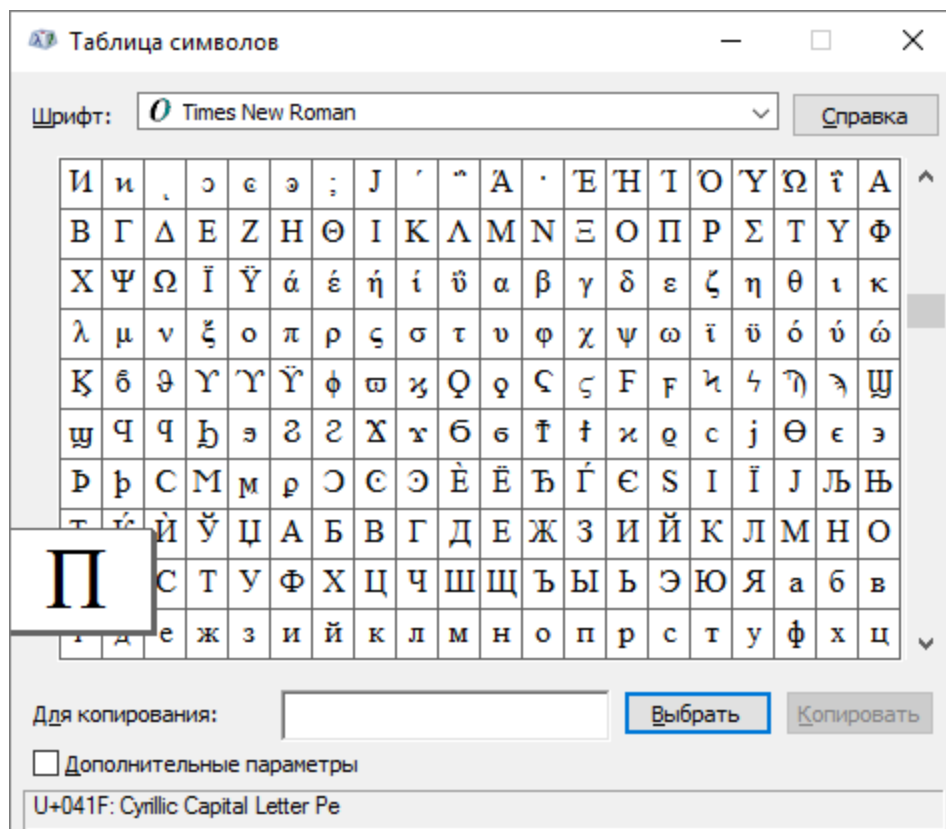 Таблица символов
Шрифт: Times New Roman Справка
Ͷ ͷ ͺ ͻ ͼ ͽ ; Ϳ ΄ ΅ Ά · Έ Ή Ί Ό Ύ Ώ ΐ Α
Β Γ Δ Ε Ζ Η Θ Ι Κ Λ Μ Ν Ξ Ο Π Ρ Σ Τ Υ Φ
Χ Ψ Ω Ϊ Ϋ ά έ ή ί ΰ α β γ δ ε ζ η θ ι κ
λ μ ν ξ ο π ρ ς σ τ υ φ χ ψ ω ϊ ϋ ό ύ ώ
Ϗ ϐ ϑ ϒ ϓ ϔ ϕ ϖ ϗ Ϙ ϙ Ϛ ϛ Ϝ ϝ Ϟ ϟ Ϡ ϡ Ϣ
ϣ Ϥ ϥ Ϧ ϧ Ϩ ϩ Ϫ ϫ Ϭ ϭ Ϯ ϯ ϰ ϱ ϲ ϳ ϴ ϵ ϶
Ϸ ϸ Ϲ Ϻ ϻ ϼ Ͻ Ͼ Ͽ Ѐ Ё Ђ Ѓ Є Ѕ І Ї Ј Љ Њ
Ќ Ѝ Ў Џ А Б В Г Д Е Ж З И Й К Л М Н О
П С Т У Ф Х Ц Ч Ш Щ Ъ Ы Ь Э Ю Я а б в
д е ж з и й к л м н о п р с т у ф х ц
Для копирования: Выбрать Копировать
Дополнительные параметры
U+041F: Cyrillic Capital Letter Pe